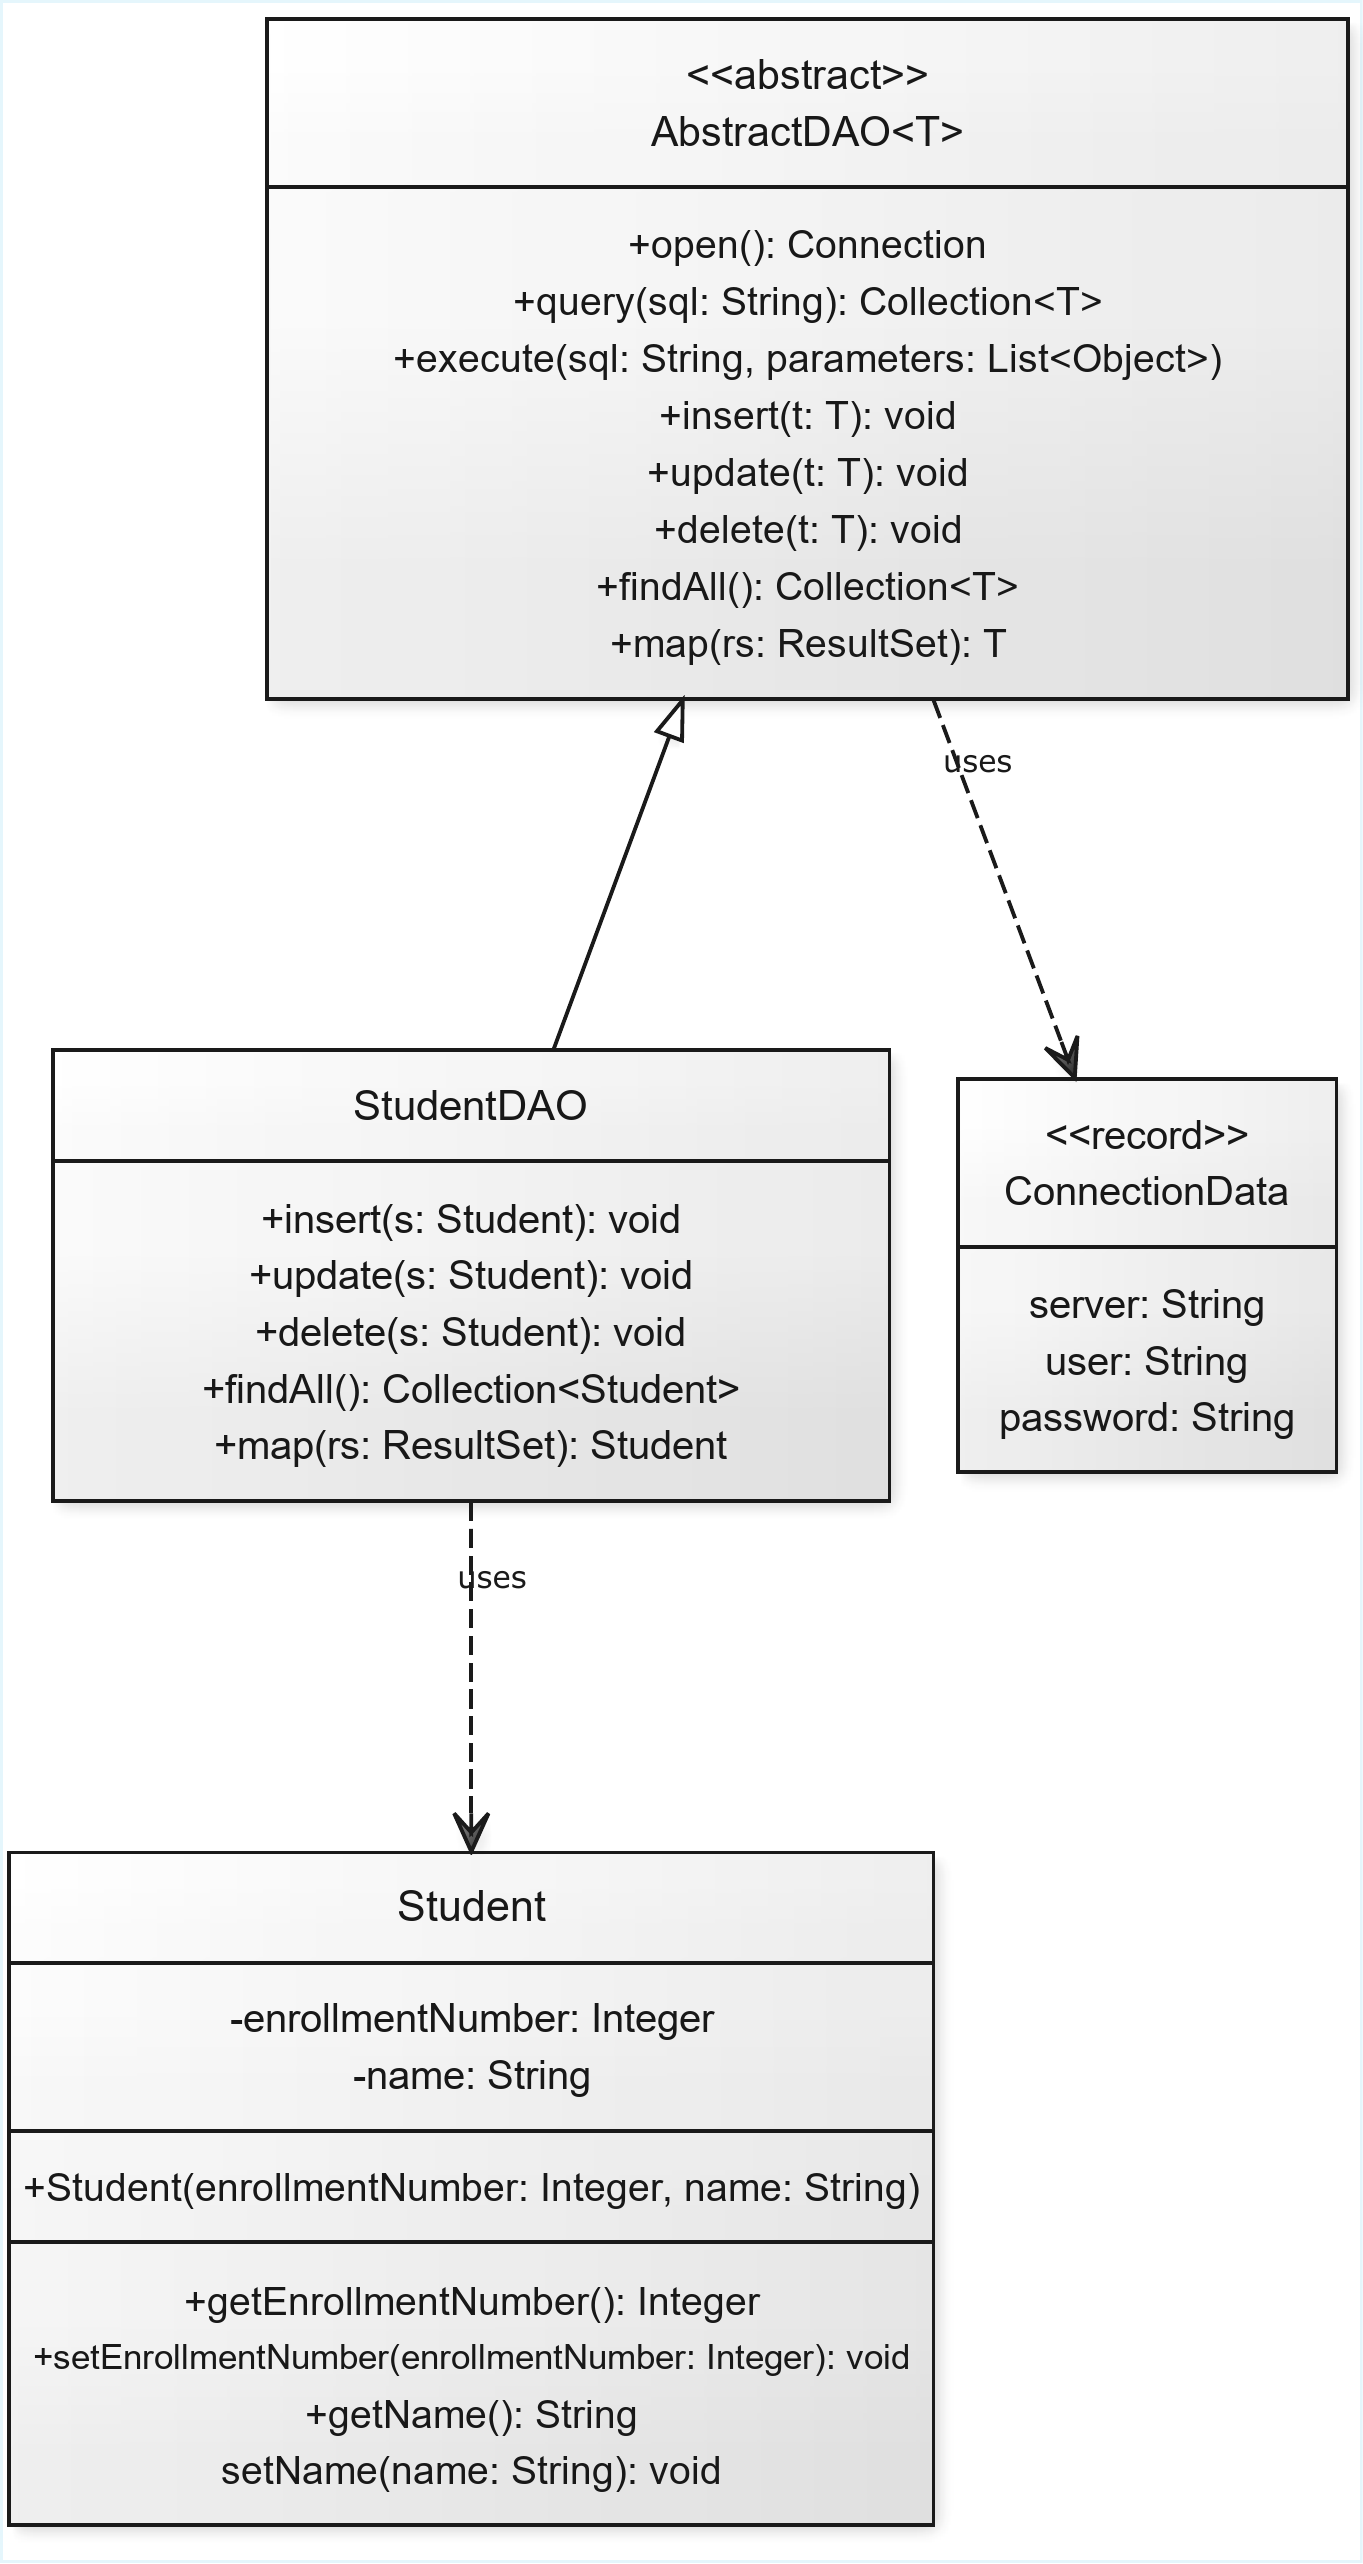 <<abstract>>
AbstractDAO<T>
+open(): Connection
+query(sql: String): Collection<T>
+execute(sql: String, parameters: List<Object>)
+insert(t: T): void
+update(t: T): void
+delete(t: T): void
+findAll(): Collection<T>
+map(rs: ResultSet): T
uses
StudentDAO
+insert(s: Student): void
+update(s: Student): void
+delete(s: Student): void
+findAll(): Collection<Student>
+map(rs: ResultSet): Student
<<record>>
ConnectionData
server: String
user: String
password: String
uses
Student
-enrollmentNumber: Integer
-name: String
+Student(enrollmentNumber: Integer, name: String)
+getEnrollmentNumber(): Integer
+setEnrollmentNumber(enrollmentNumber: Integer): void
+getName(): String
setName(name: String): void